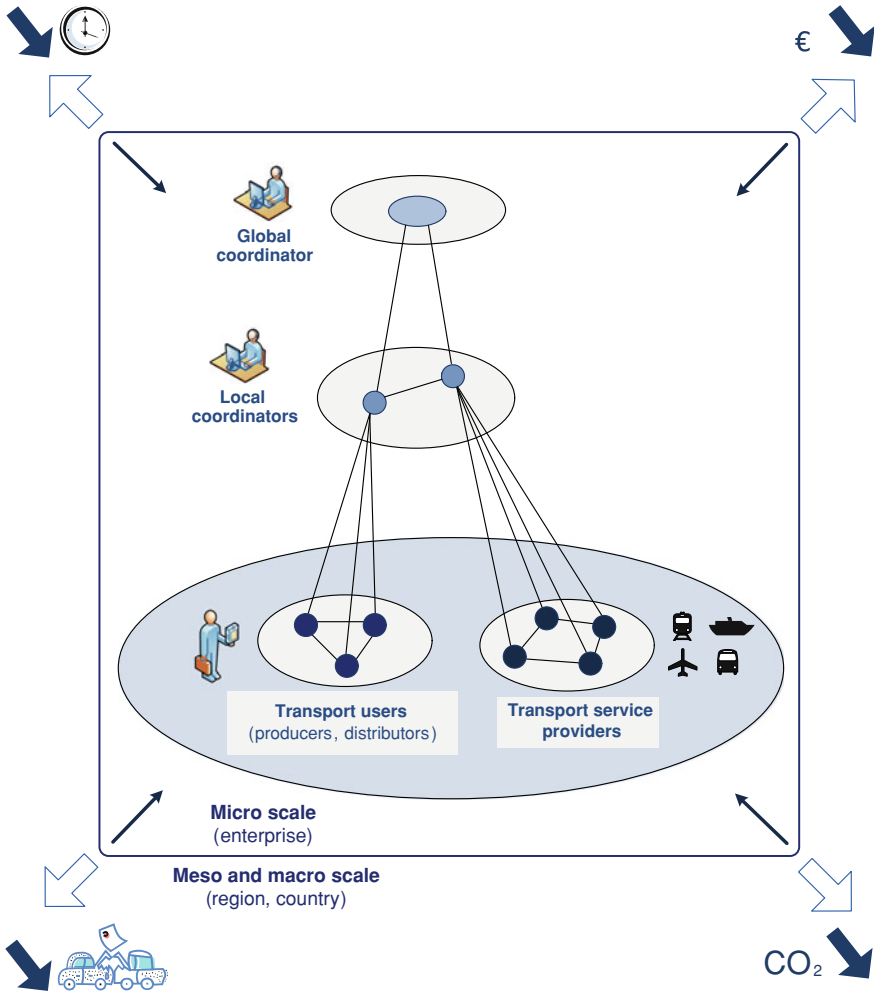 €
Global
coordinator
Local
coordinators
Transport users
(producers, distributors)
Transport service
providers
Micro scale
(enterprise)
Meso and macro scale
(region, country)
CO₂